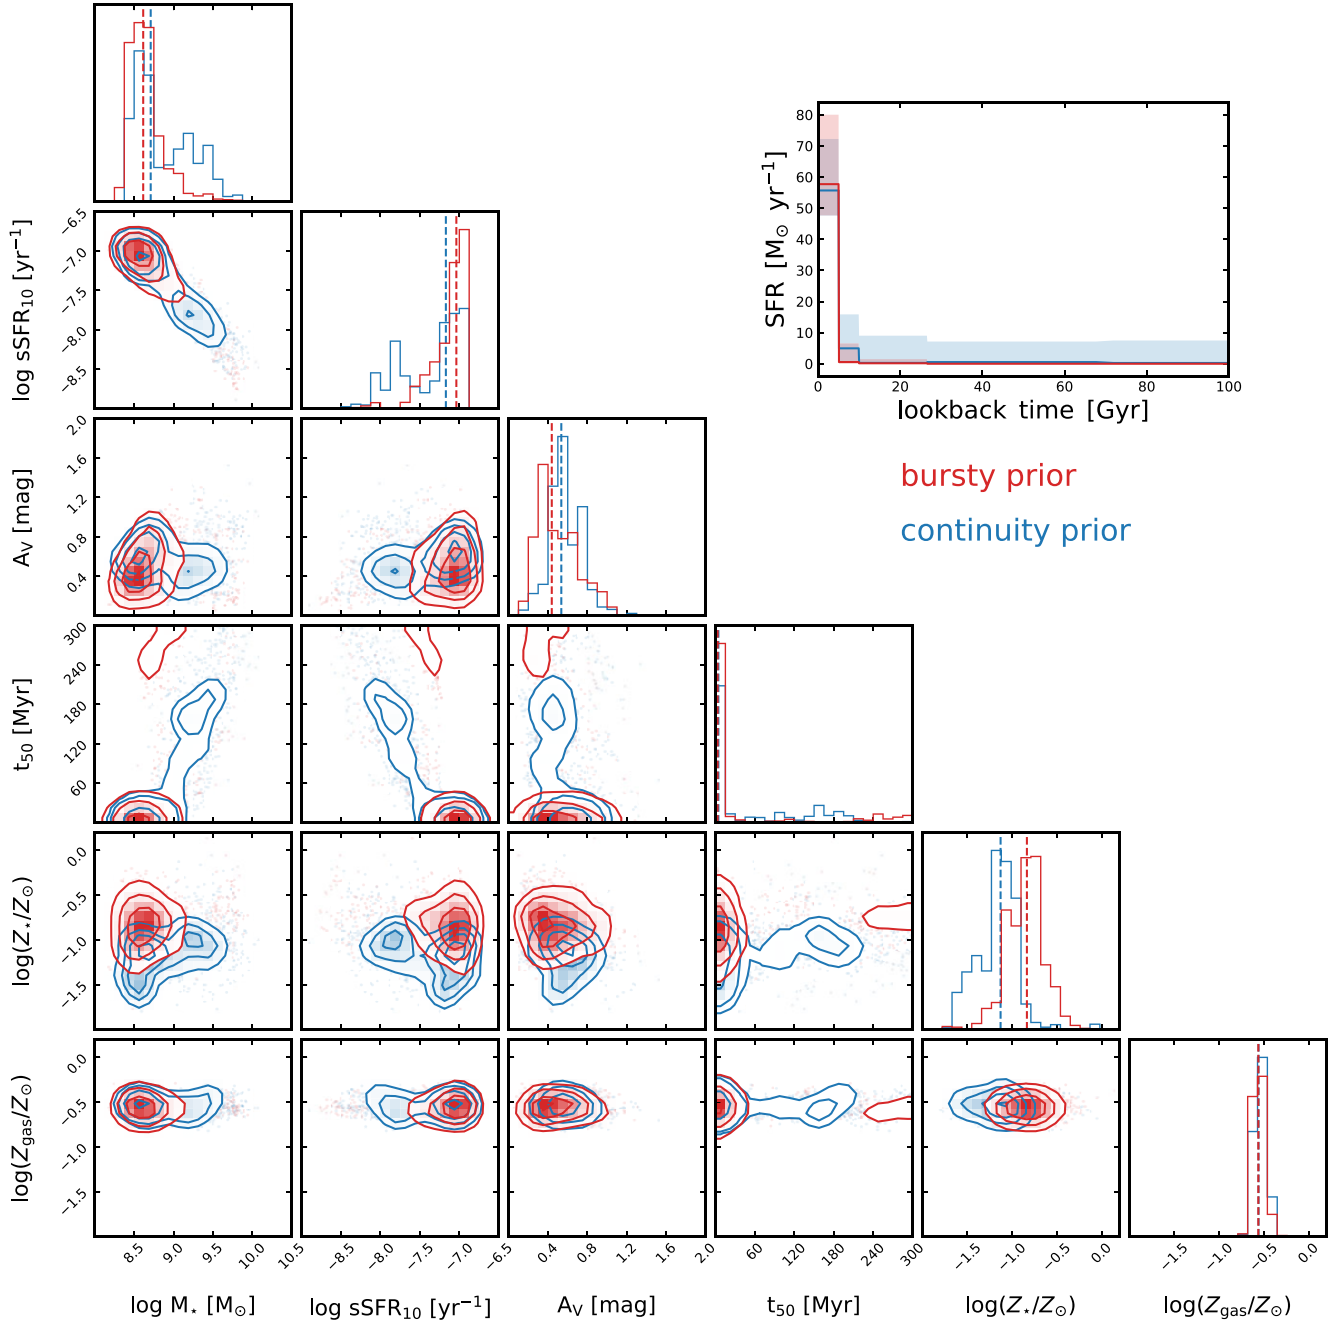 80
70
60
50
40
30
20
10
0
SFR [M⊙ yr⁻¹]
0 20 40 60 80 100
lookback time [Gyr]
bursty prior
continuity prior
−6.5
−7.0
−7.5
−8.0
−8.5
log sSFR₁₀ [yr⁻¹]
2.0
1.6
1.2
0.8
0.4
A_V [mag]
300
240
180
120
60
t₅₀ [Myr]
0.0
−0.5
−1.0
−1.5
log(Z⋆/Z⊙)
0.0
−0.5
−1.0
−1.5
log(Z_gas/Z⊙)
8.5 9.0 9.5 10.0 10.5 −8.5 −8.0 −7.5 −7.0 −6.5 0.4 0.8 1.2 1.6 2.0 60 120 180 240 300 −1.5 −1.0 −0.5 0.0 −1.5 −1.0 −0.5 0.0
log M⋆ [M⊙] log sSFR₁₀ [yr⁻¹] A_V [mag] t₅₀ [Myr] log(Z⋆/Z⊙) log(Z_gas/Z⊙)